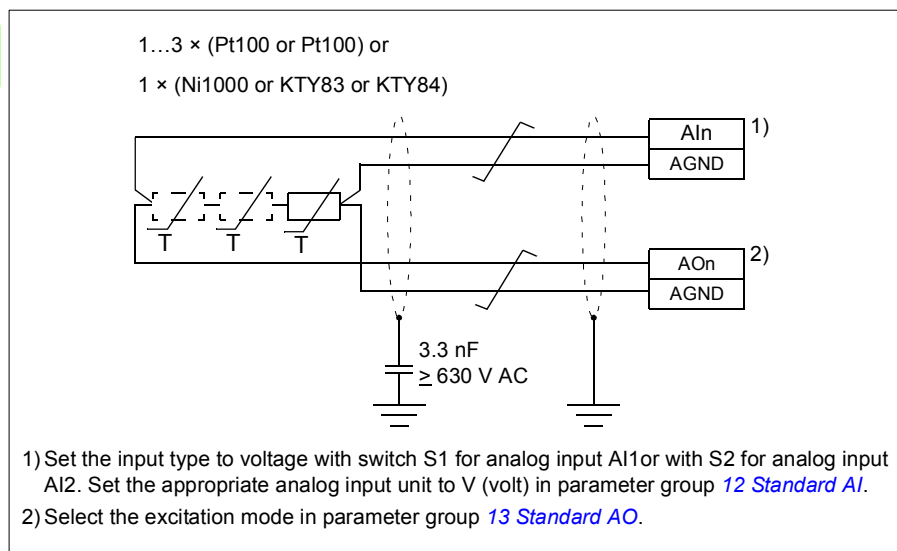 1…3 × (Pt100 or Pt100) or
1 × (Ni1000 or KTY83 or KTY84)
AIn 1)
AGND
T T T
AOn 2)
AGND
3.3 nF
≥ 630 V AC
1) Set the input type to voltage with switch S1 for analog input AI1or with S2 for analog input
AI2. Set the appropriate analog input unit to V (volt) in parameter group 12 Standard AI.
2) Select the excitation mode in parameter group 13 Standard AO.